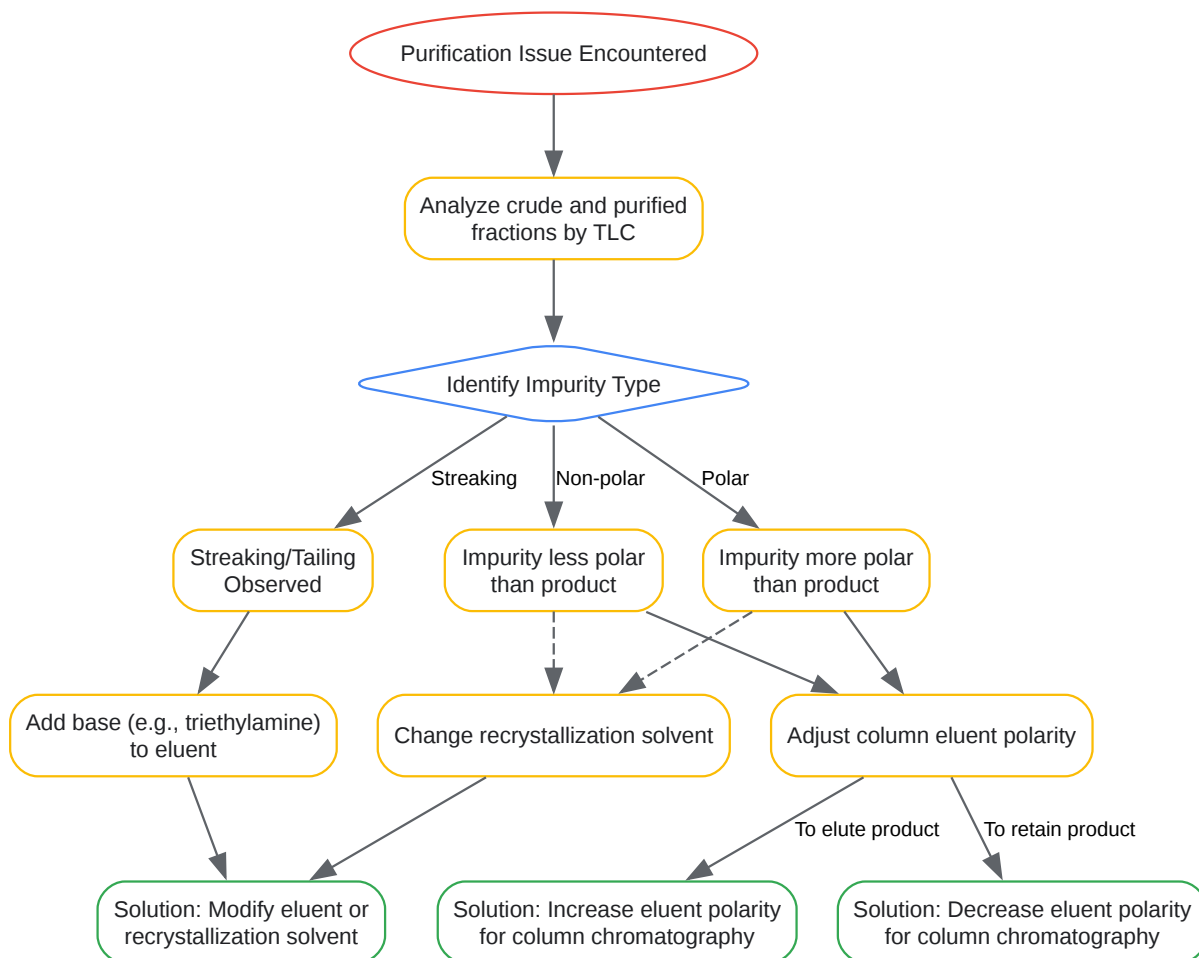 Purification Issue Encountered
Analyze crude and purified
fractions by TLC
Identify Impurity Type
Streaking
Non-polar
Polar
Streaking/Tailing
Observed
Impurity less polar
than product
Impurity more polar
than product
Add base (e.g., triethylamine)
to eluent
Change recrystallization solvent
Adjust column eluent polarity
To elute product
To retain product
Solution: Modify eluent or
recrystallization solvent
Solution: Increase eluent polarity
for column chromatography
Solution: Decrease eluent polarity
for column chromatography